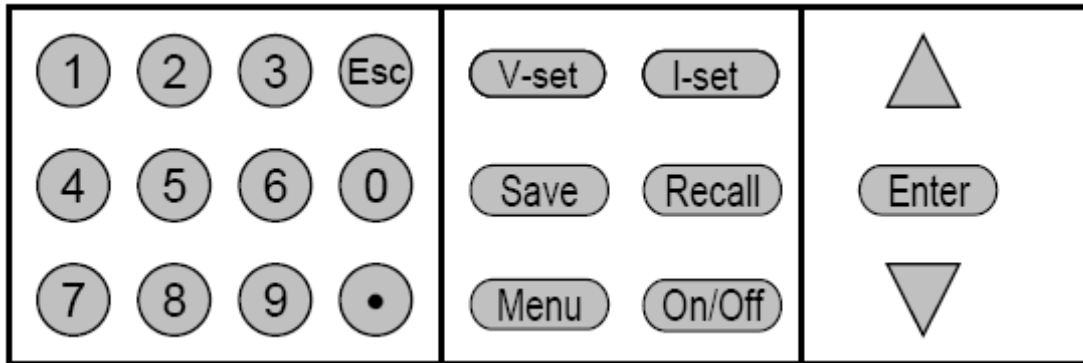 1 2 3 Esc V-set I-set
4 5 6 0 Save Recall Enter
7 8 9 • Menu On/Off